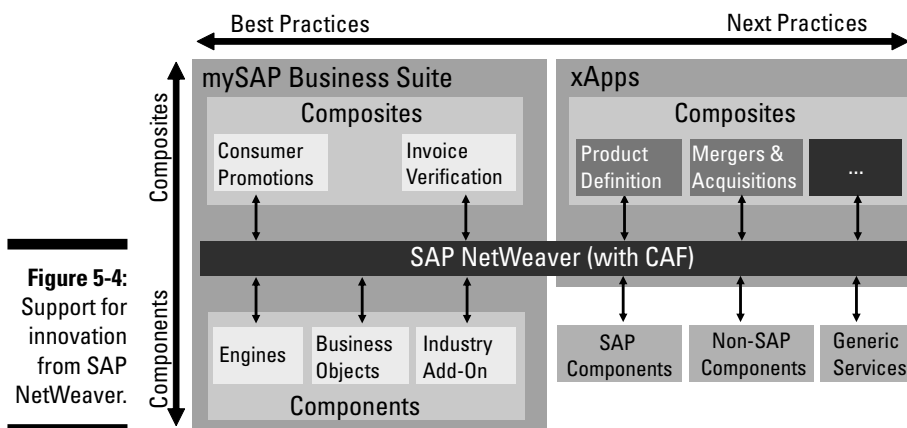 Best Practices
Next Practices
Composites
Components
mySAP Business Suite
Composites
Consumer
Promotions
Invoice
Verification
xApps
Composites
Product
Definition
Mergers &
Acquisitions
...
SAP NetWeaver (with CAF)
Engines
Business
Objects
Industry
Add-On
Components
SAP
Components
Non-SAP
Components
Generic
Services
Figure 5-4:
Support for
innovation
from SAP
NetWeaver.